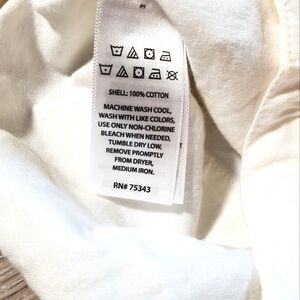 SHELL: 100% COTTON
MACHINE WASH COOL,
WASH WITH LIKE COLORS,
USE ONLY NON-CHLORINE
BLEACH WHEN NEEDED,
TUMBLE DRY LOW,
REMOVE PROMPTLY
FROM DRYER,
MEDIUM IRON.
RN# 75343